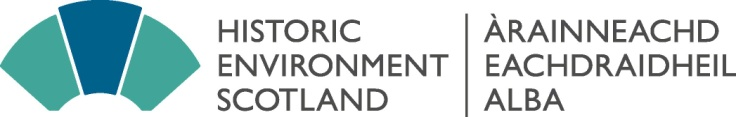 HISTORIC
ENVIRONMENT
SCOTLAND
ÀRAINNEACHD
EACHDRAIDHEIL
ALBA